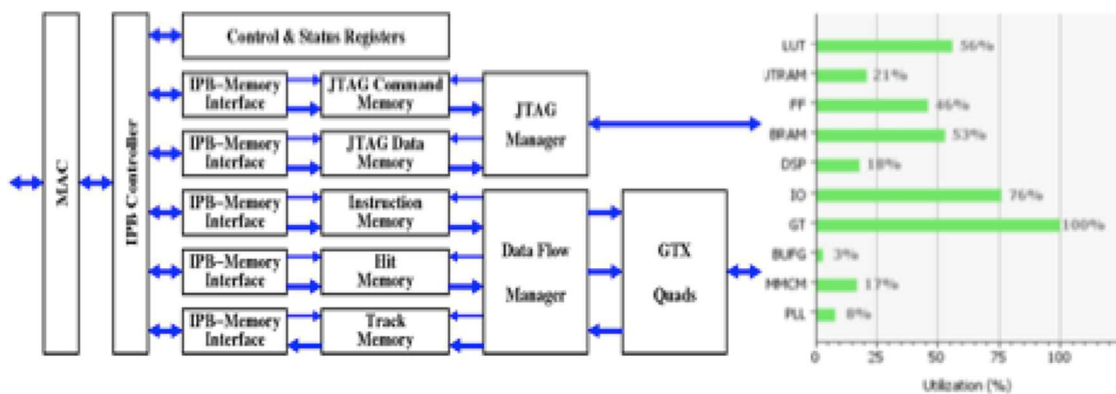 MAC
IPB Controller
Control & Status Registers
IPB-Memory
Interface
JTAG Command
Memory
IPB-Memory
Interface
JTAG Data
Memory
JTAG
Manager
IPB-Memory
Interface
Instruction
Memory
IPB-Memory
Interface
Hit
Memory
IPB-Memory
Interface
Track
Memory
Data Flow
Manager
GTX
Quads
LUT 56%
JTRAM 21%
FF 46%
BRAM 53%
DSP 18%
IO 76%
GT 100%
BUFG 3%
MMCM 17%
PLL 8%
0 25 50 75 100
Utilization (%)